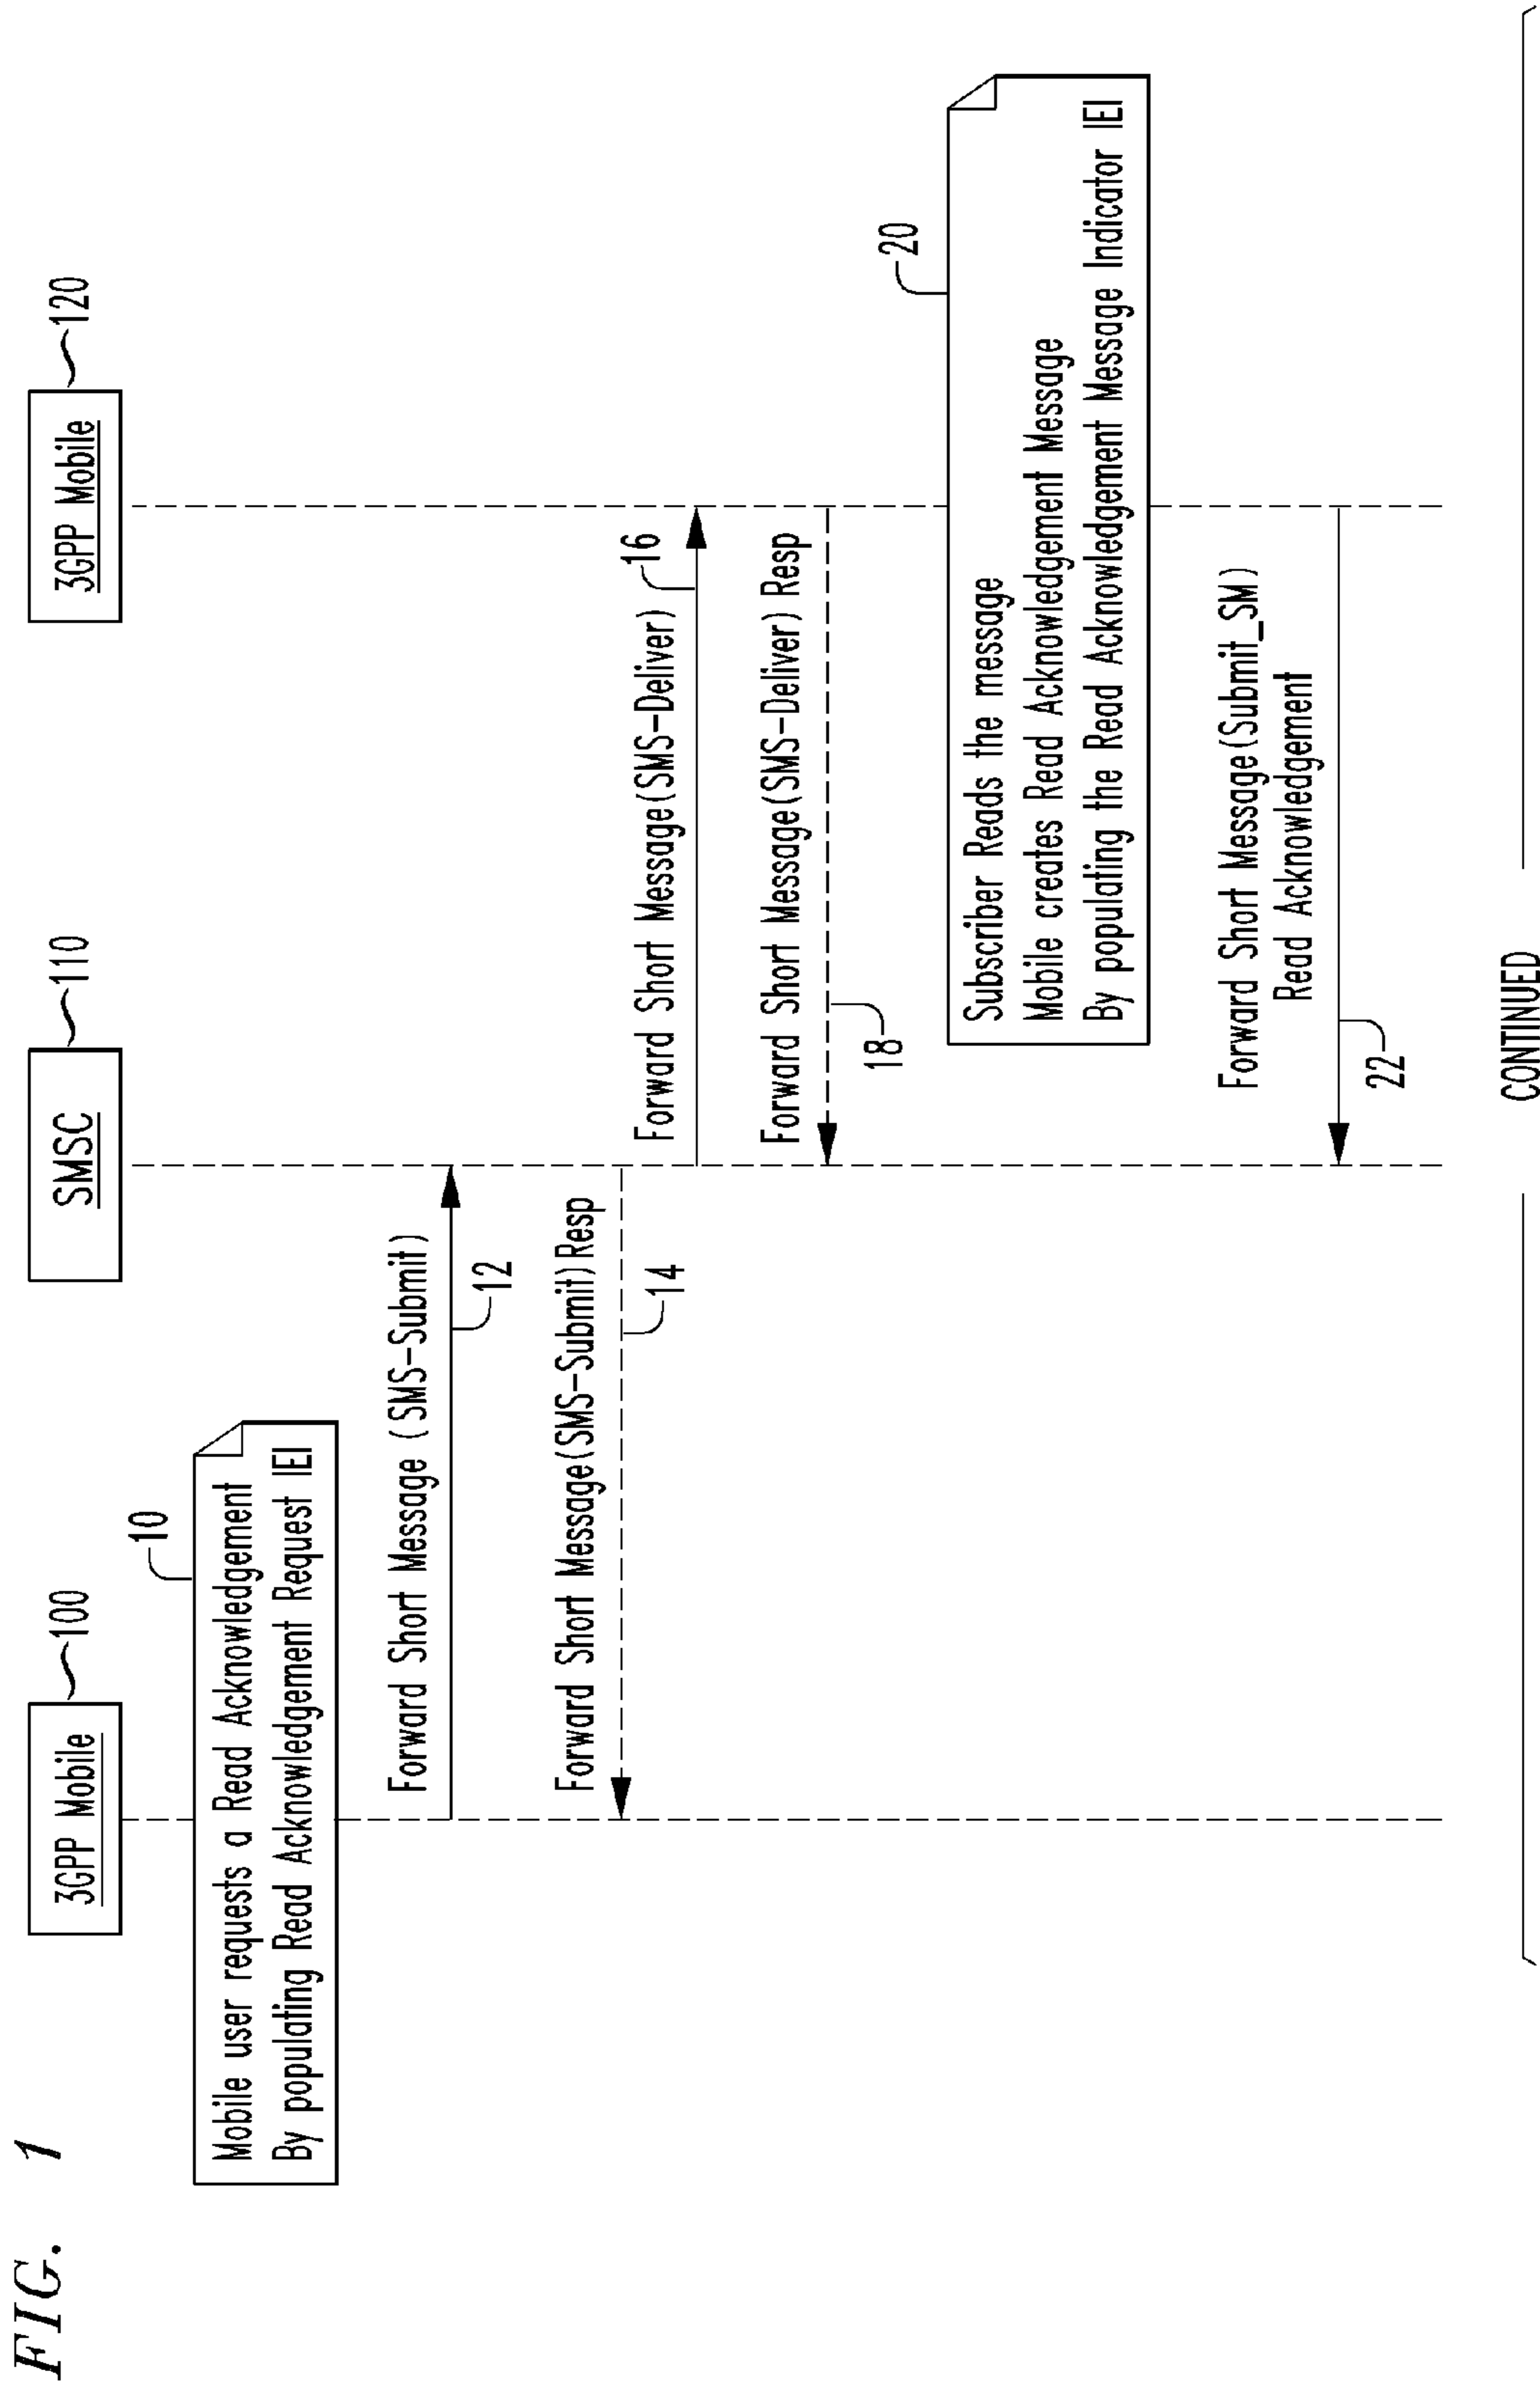 FIG. 1
3GPP Mobile
100
SMSC
110
3GPP Mobile
120
10
Mobile user requests a Read Acknowledgement
By populating Read Acknowledgement Request IEI
Forward Short Message (SMS-Submit)
12
Forward Short Message(SMS-Submit)Resp
14
Forward Short Message(SMS-Deliver)
16
Forward Short Message(SMS-Deliver) Resp
18
20
Subscriber Reads the message
Mobile creates Read Acknowledgement Message
By populating the Read Acknowledgement Message Indicator IEI
Forward Short Message(Submit_SM)
Read Acknowledgement
22
CONTINUED